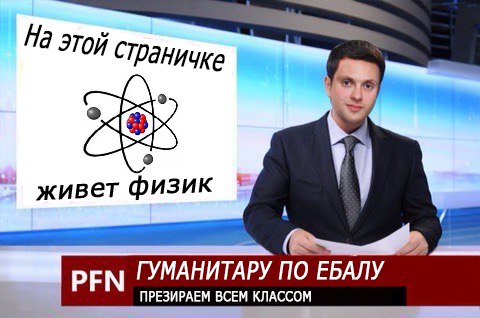 На этой страничке
живет физик
PFN
ГУМАНИТАРУ ПО ЕБАЛУ
ПРЕЗИРАЕМ ВСЕМ КЛАССОМ